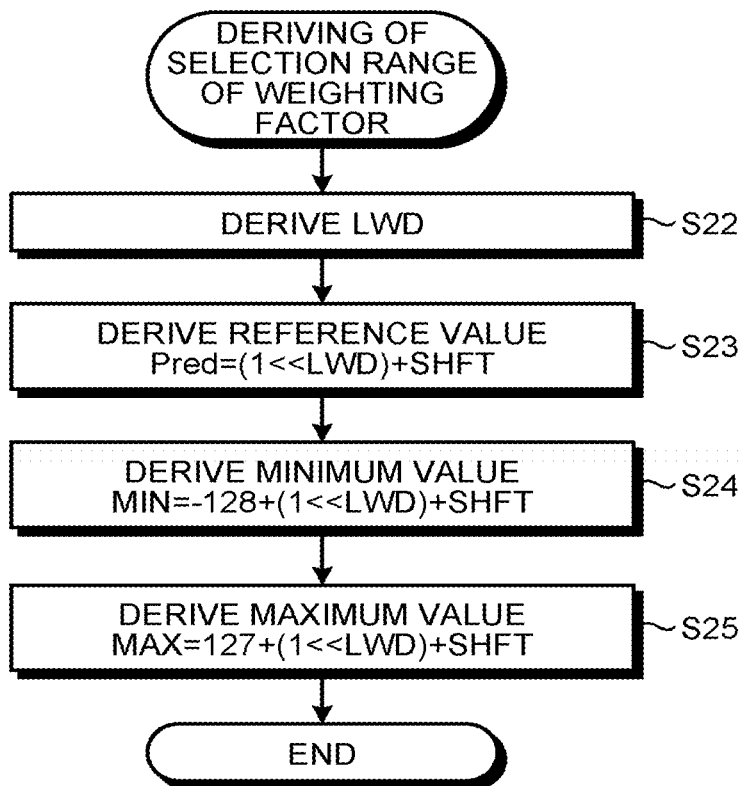 DERIVING OF
SELECTION RANGE
OF WEIGHTING
FACTOR
DERIVE LWD
S22
DERIVE REFERENCE VALUE
Pred=(1<<LWD)+SHFT
S23
DERIVE MINIMUM VALUE
MIN=-128+(1<<LWD)+SHFT
S24
DERIVE MAXIMUM VALUE
MAX=127+(1<<LWD)+SHFT
S25
END